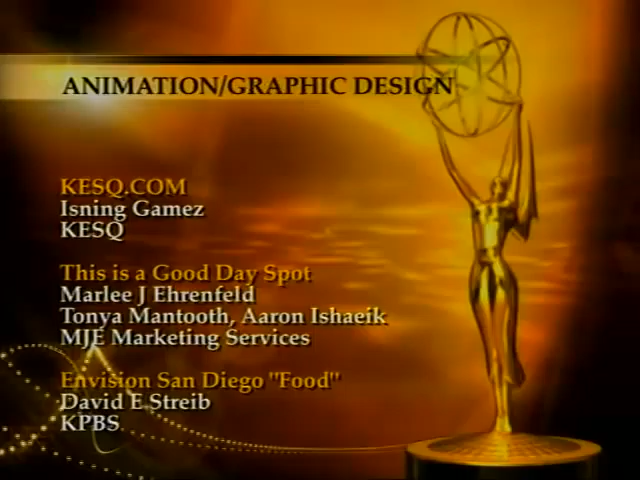 ANIMATION/GRAPHIC DESIGN
KESQ.COM
Isning Gamez
KESQ
This is a Good Day Spot
Marlee J Ehrenfeld
Tonya Mantooth, Aaron Ishaeik
MJE Marketing Services
Envision San Diego "Food"
David E Streib
KPBS